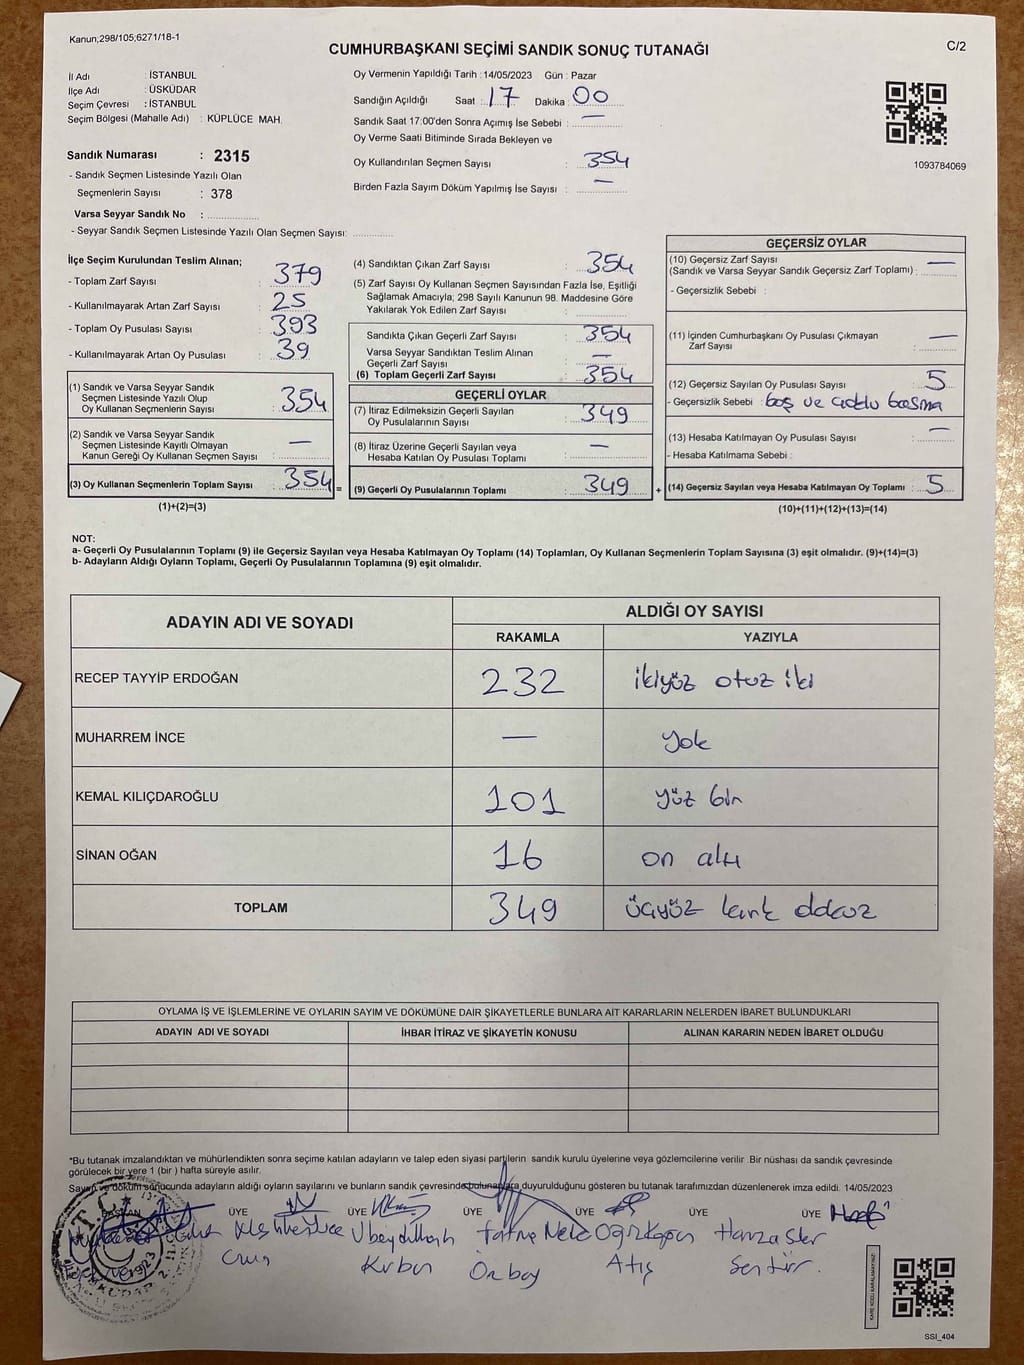 Kanun,298/105;6271/18-1
CUMHURBAŞKANI SEÇİMİ SANDIK SONUÇ TUTANAĞI
C/2
İl Adı : İSTANBUL
İlçe Adı : ÜSKÜDAR
Seçim Çevresi : İSTANBUL
Seçim Bölgesi (Mahalle Adı) : KÜPLÜCE MAH.
Sandık Numarası : 2315
- Sandık Seçmen Listesinde Yazılı Olan
Seçmenlerin Sayısı : 378
Varsa Seyyar Sandık No :
- Seyyar Sandık Seçmen Listesinde Yazılı Olan Seçmen Sayısı:
Oy Vermenin Yapıldığı Tarih :14/05/2023 Gün : Pazar
Sandığın Açıldığı Saat : 17 Dakika : 00
Sandık Saat 17:00'den Sonra Açımış İse Sebebi : —
Oy Verme Saati Bitiminde Sırada Bekleyen ve
Oy Kullandırılan Seçmen Sayısı : 354
Birden Fazla Sayım Döküm Yapılmış İse Sayısı : —
1093784069
İlçe Seçim Kurulundan Teslim Alınan;
- Toplam Zarf Sayısı : 379
- Kullanılmayarak Artan Zarf Sayısı : 25
- Toplam Oy Pusulası Sayısı : 393
- Kullanılmayarak Artan Oy Pusulası : 39
(1) Sandık ve Varsa Seyyar Sandık
Seçmen Listesinde Yazılı Olup
Oy Kullanan Seçmenlerin Sayısı : 354
(2) Sandık ve Varsa Seyyar Sandık
Seçmen Listesinde Kayıtlı Olmayan
Kanun Gereği Oy Kullanan Seçmen Sayısı : —
(3) Oy Kullanan Seçmenlerin Toplam Sayısı : 354 =
(1)+(2)=(3)
(4) Sandıktan Çıkan Zarf Sayısı : 354
(5) Zarf Sayısı Oy Kullanan Seçmen Sayısından Fazla İse, Eşitliği
Sağlamak Amacıyla; 298 Sayılı Kanunun 98. Maddesine Göre
Yakılarak Yok Edilen Zarf Sayısı :
Sandıkta Çıkan Geçerli Zarf Sayısı : 354
Varsa Seyyar Sandıktan Teslim Alınan
Geçerli Zarf Sayısı : —
(6) Toplam Geçerli Zarf Sayısı : 354
GEÇERLİ OYLAR
(7) İtiraz Edilmeksizin Geçerli Sayılan
Oy Pusulalarının Sayısı : 349
(8) İtiraz Üzerine Geçerli Sayılan veya
Hesaba Katılan Oy Pusulası Toplamı : —
(9) Geçerli Oy Pusulalarının Toplamı : 349 +
GEÇERSİZ OYLAR
(10) Geçersiz Zarf Sayısı —
(Sandık ve Varsa Seyyar Sandık Geçersiz Zarf Toplamı) :
- Geçersizlik Sebebi :
(11) İçinden Cumhurbaşkanı Oy Pusulası Çıkmayan
Zarf Sayısı : —
(12) Geçersiz Sayılan Oy Pusulası Sayısı : 5
- Geçersizlik Sebebi : boş ve basma
(13) Hesaba Katılmayan Oy Pusulası Sayısı : —
- Hesaba Katılmama Sebebi :
(14) Geçersiz Sayılan veya Hesaba Katılmayan Oy Toplamı : 5
(10)+(11)+(12)+(13)=(14)
NOT:
a- Geçerli Oy Pusulalarının Toplamı (9) ile Geçersiz Sayılan veya Hesaba Katılmayan Oy Toplamı (14) Toplamları, Oy Kullanan Seçmenlerin Toplam Sayısına (3) eşit olmalıdır. (9)+(14)=(3)
b- Adayların Aldığı Oyların Toplamı, Geçerli Oy Pusulalarının Toplamına (9) eşit olmalıdır.
ADAYIN ADI VE SOYADI
ALDIĞI OY SAYISI
RAKAMLA YAZIYLA
RECEP TAYYİP ERDOĞAN 232 ikiyüz otuz iki
MUHARREM İNCE — yok
KEMAL KILIÇDAROĞLU 101 yüz bir
SİNAN OĞAN 16 on altı
TOPLAM 349 üçyüz kırk dokuz
OYLAMA İŞ VE İŞLEMLERİNE VE OYLARIN SAYIM VE DÖKÜMÜNE DAİR ŞİKAYETLERLE BUNLARA AİT KARARLARIN NELERDEN İBARET BULUNDUKLARI
ADAYIN ADI VE SOYADI İHBAR İTİRAZ VE ŞİKAYETİN KONUSU ALINAN KARARIN NEDEN İBARET OLDUĞU
*Bu tutanak imzalandıktan ve mühürlendikten sonra seçime katılan adayların ve talep eden siyasi partilerin sandık kurulu üyelerine veya gözlemcilerine verilir. Bir nüshası da sandık çevresinde
görülecek bir yere 1 (bir ) hafta süreyle asılır.
Sayım ve döküm sonucunda adayların aldığı oyların sayılarını ve bunların sandık çevresinde bulunanlara duyurulduğunu gösteren bu tutanak tarafımızdan düzenlenerek imza edildi. 14/05/2023
BAŞKAN ÜYE ÜYE ÜYE ÜYE ÜYE ÜYE
Ubeydullah Fatma Oğuzkağan
Kurban Özbay Atış Şentür
T.C.
KARE KODU KARALAMAYINIZ!
SSI_404